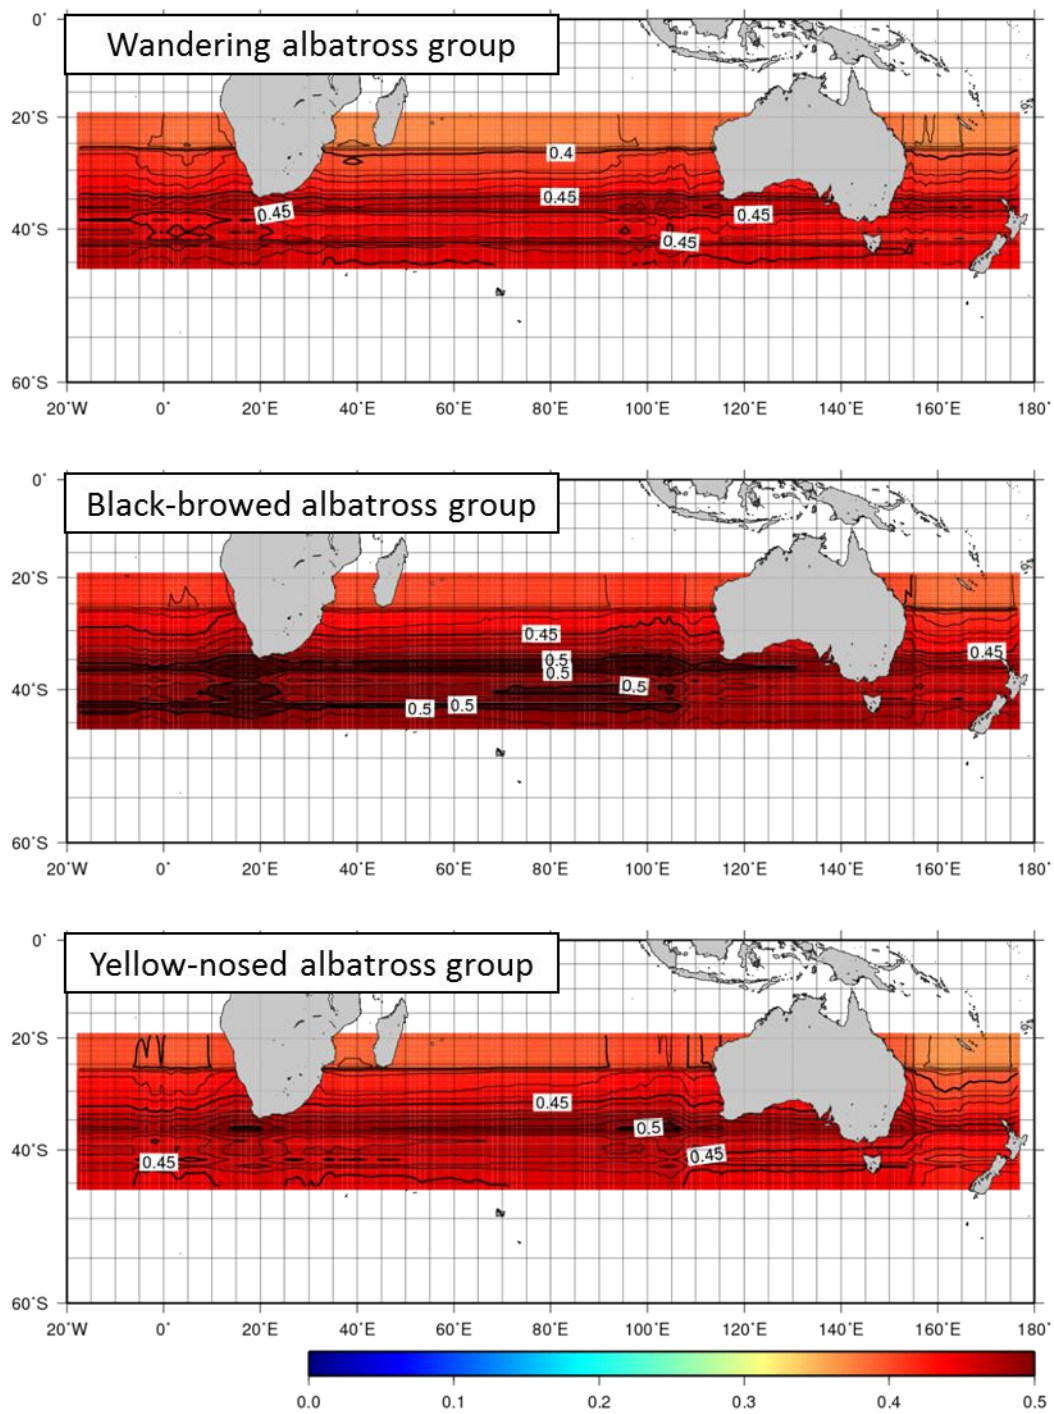 Wandering albatross group
0˚
20˚S
40˚S
60˚S
0.4
0.45
0.45
0.45
0.45
20˚W 0˚ 20˚E 40˚E 60˚E 80˚E 100˚E 120˚E 140˚E 160˚E 180˚
Black-browed albatross group
0˚
20˚S
40˚S
60˚S
0.45
0.45
0.5
0.5
0.5
0.5 0.5
20˚W 0˚ 20˚E 40˚E 60˚E 80˚E 100˚E 120˚E 140˚E 160˚E 180˚
Yellow-nosed albatross group
0˚
20˚S
40˚S
60˚S
0.45
0.5
0.45
0.45
20˚W 0˚ 20˚E 40˚E 60˚E 80˚E 100˚E 120˚E 140˚E 160˚E 180˚
0.0 0.1 0.2 0.3 0.4 0.5